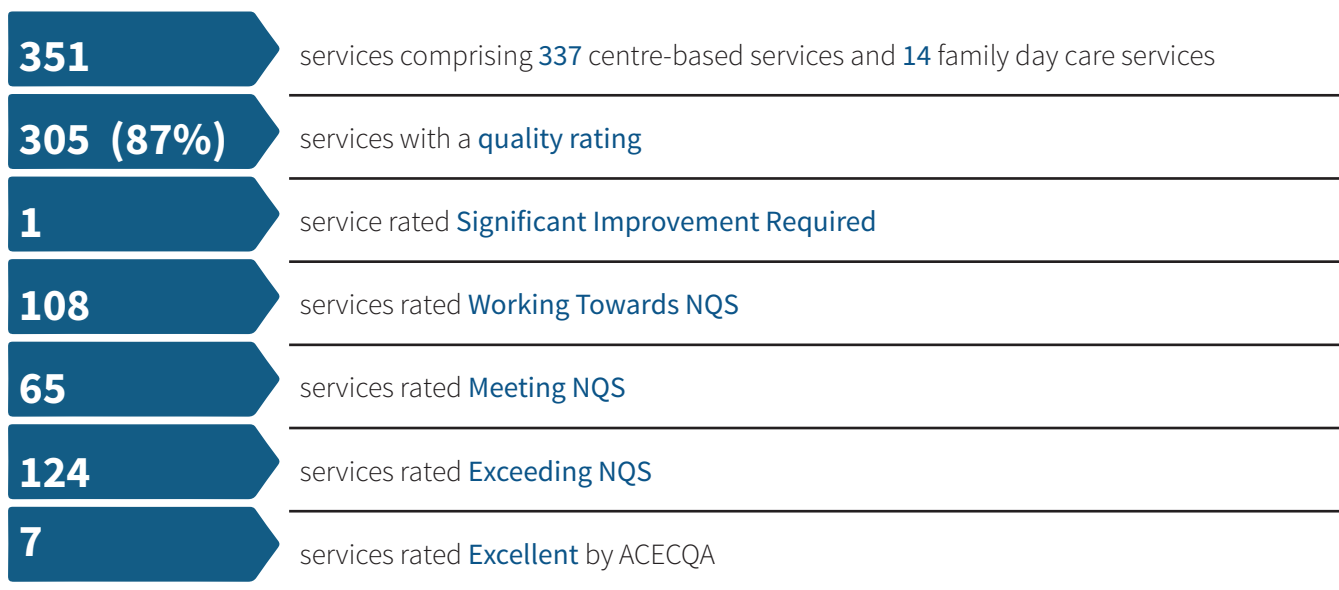 351 services comprising 337 centre-based services and 14 family day care services
305 (87%) services with a quality rating
1 service rated Significant Improvement Required
108 services rated Working Towards NQS
65 services rated Meeting NQS
124 services rated Exceeding NQS
7 services rated Excellent by ACECQA